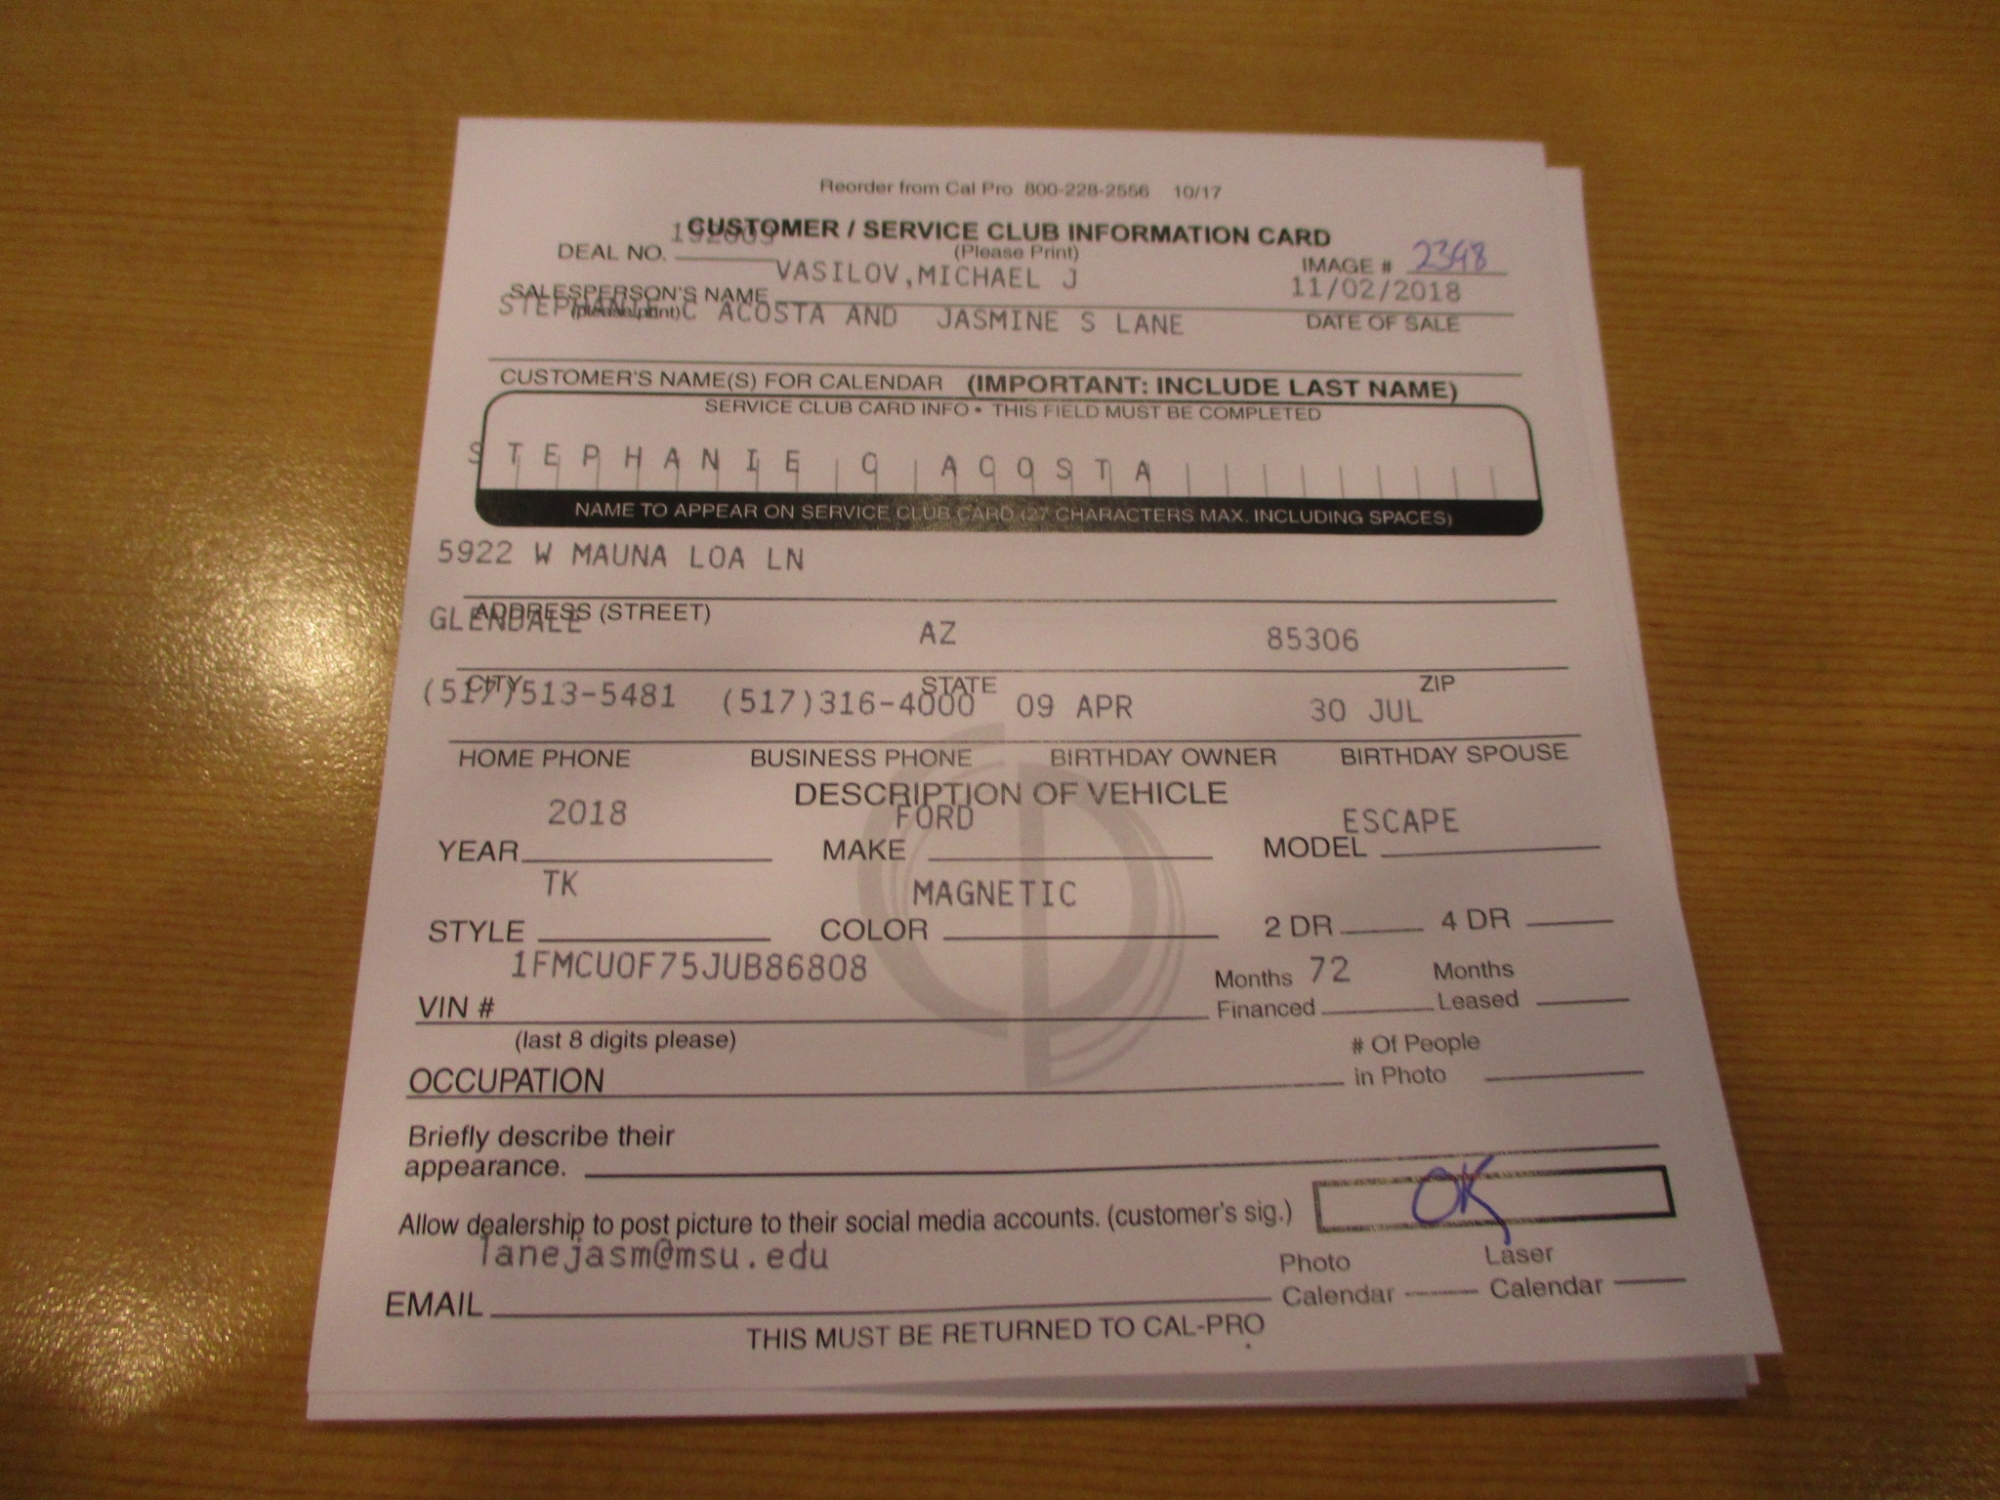 Reorder from Cal Pro 800-228-2556 10/17
CUSTOMER / SERVICE CLUB INFORMATION CARD
(Please Print)
DEAL NO.
IMAGE # 2348
VASILOV,MICHAEL J
11/02/2018
SALESPERSON'S NAME
(please print)
DATE OF SALE
STEPHANIE C ACOSTA AND JASMINE S LANE
CUSTOMER'S NAME(S) FOR CALENDAR (IMPORTANT: INCLUDE LAST NAME)
SERVICE CLUB CARD INFO • THIS FIELD MUST BE COMPLETED
STEPHANIE C ACOSTA
NAME TO APPEAR ON SERVICE CLUB CARD (27 CHARACTERS MAX. INCLUDING SPACES)
5922 W MAUNA LOA LN
ADDRESS (STREET)
GLENDALE AZ 85306
CITY STATE ZIP
(517)513-5481 (517)316-4000 09 APR 30 JUL
HOME PHONE BUSINESS PHONE BIRTHDAY OWNER BIRTHDAY SPOUSE
DESCRIPTION OF VEHICLE
2018 FORD ESCAPE
YEAR MAKE MODEL
TK MAGNETIC
STYLE COLOR 2 DR 4 DR
1FMCU0F75JUB86808
VIN #
(last 8 digits please)
Months Financed 72
Months Leased
OCCUPATION
# Of People in Photo
Briefly describe their
appearance.
Allow dealership to post picture to their social media accounts. (customer's sig.) OK
lanejasm@msu.edu
EMAIL
Photo Calendar
Laser Calendar
THIS MUST BE RETURNED TO CAL-PRO